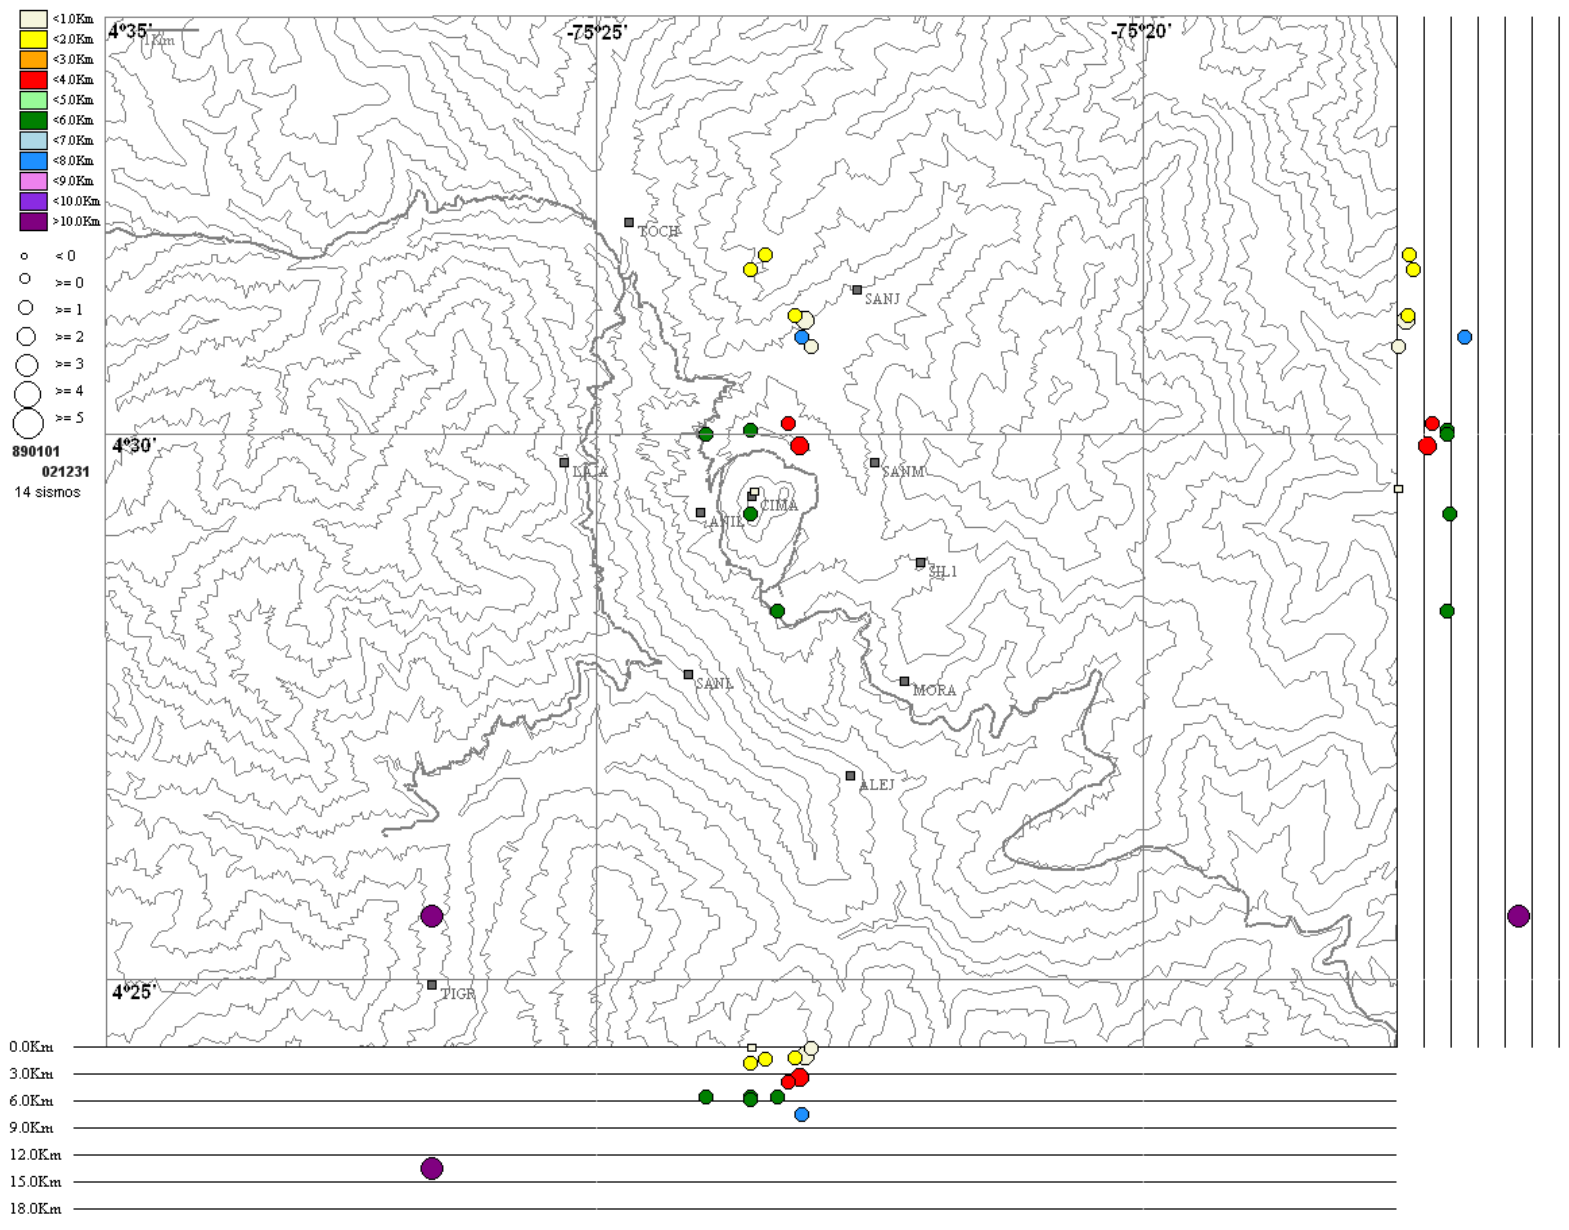 <1.0Km
<2.0Km
<3.0Km
<4.0Km
<5.0Km
<6.0Km
<7.0Km
<8.0Km
<9.0Km
<10.0Km
>10.0Km
< 0
>= 0
>= 1
>= 2
>= 3
>= 4
>= 5
890101
021231
14 sismos
4°35'
1Km
-75°25'
-75°20'
TOCH
SANJ
4°30'
LAJA
SANM
CIMA
ANIL
SIL1
SANL
MORA
ALEJ
4°25'
TIGR
0.0Km
3.0Km
6.0Km
9.0Km
12.0Km
15.0Km
18.0Km